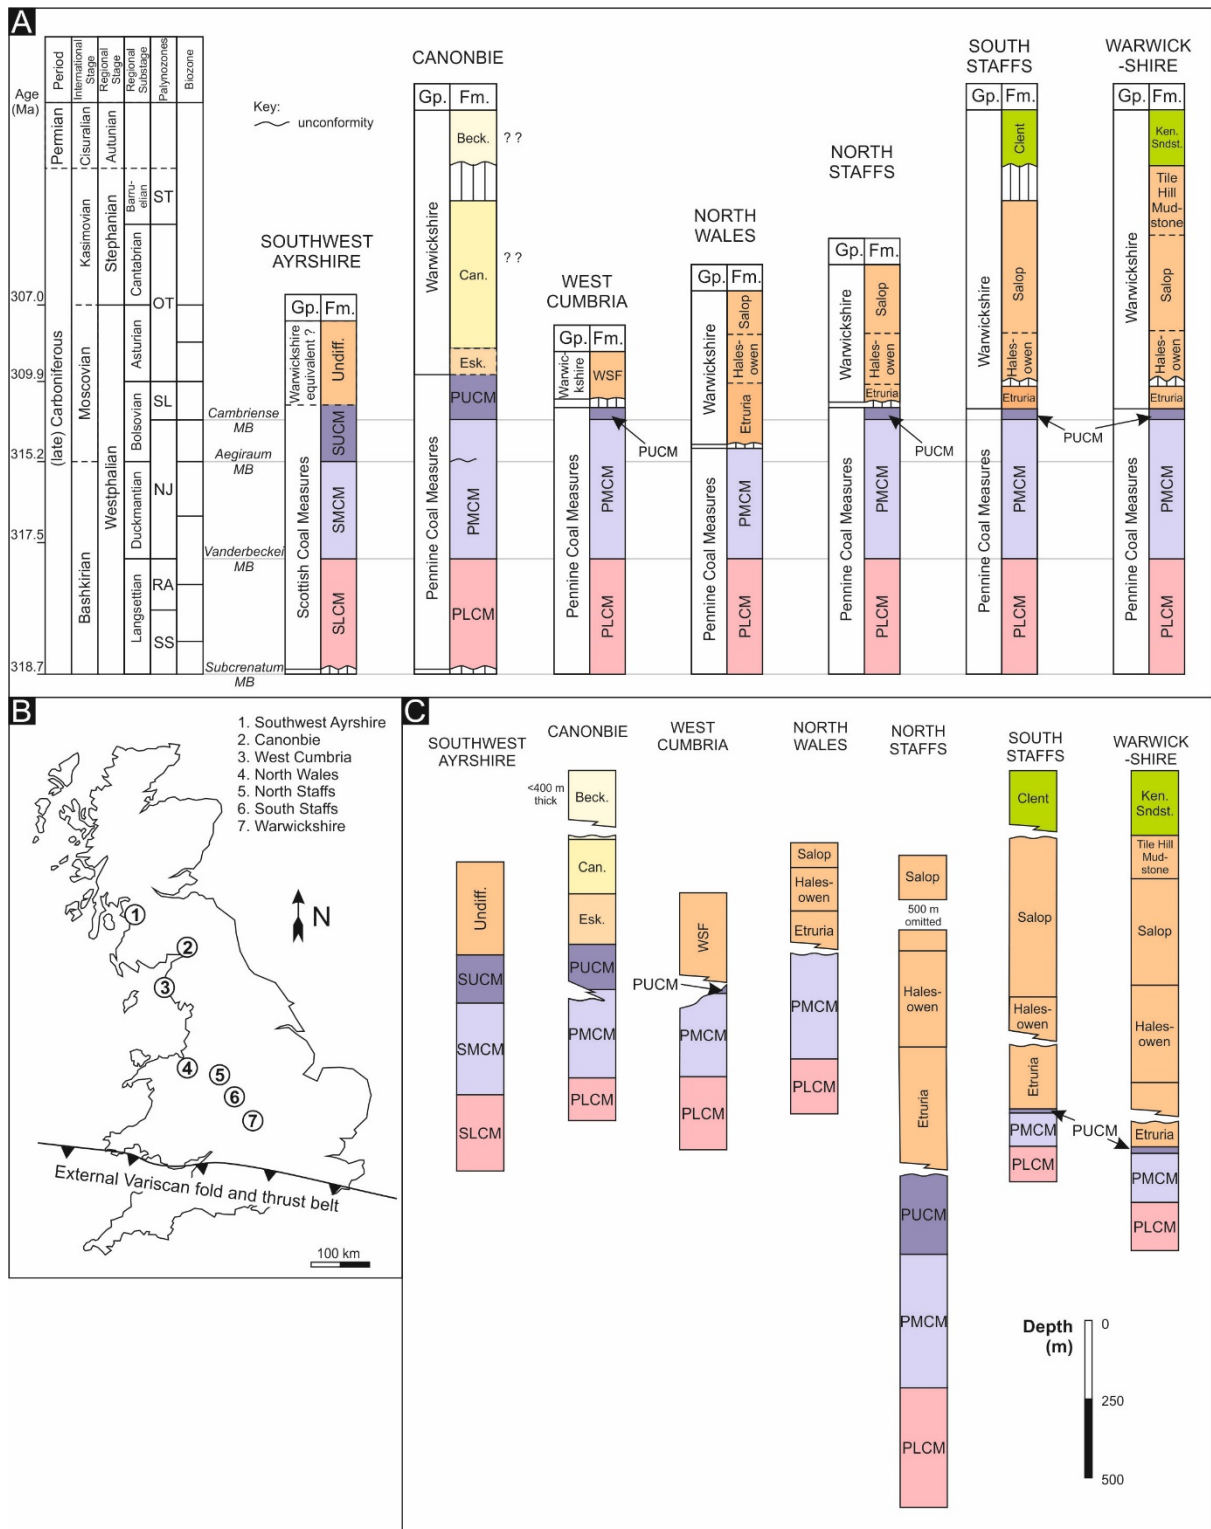 A
Age
(Ma)
Period
International
Stage
Regional
Stage
Regional
Substage
Palynozones
Biozone
Permian
(late) Carboniferous
Cisuralian
Kasimovian
Moscovian
Bashkirian
Autunian
Stephanian
Westphalian
Barru-
elian
Cantabrian
Asturian
Bolsovian
Duckmantian
Langsettian
ST
OT
SL
NJ
RA
SS
307.0
309.9
315.2
317.5
318.7
Key:
unconformity
Cambriense
MB
Aegiraum
MB
Vanderbeckei
MB
Subcrenatum
MB
SOUTHWEST
AYRSHIRE
Gp. Fm.
Warwickshire
equivalent ?
Undiff.
Scottish Coal Measures
SUCM
SMCM
SLCM
CANONBIE
Gp. Fm.
Warwickshire
Beck.
? ?
Can.
? ?
Esk.
Pennine Coal Measures
PUCM
PMCM
PLCM
WEST
CUMBRIA
Gp. Fm.
Warwic-
kshire
WSF
PUCM
Pennine Coal Measures
PMCM
PLCM
NORTH
WALES
Gp. Fm.
Warwickshire
Salop
Hales-
owen
Etruria
Pennine Coal Measures
PMCM
PLCM
NORTH
STAFFS
Gp. Fm.
Warwickshire
Salop
Hales-
owen
Etruria
PUCM
Pennine Coal Measures
PMCM
PLCM
SOUTH
STAFFS
Gp. Fm.
Warwickshire
Clent
Salop
Hales-
owen
Etruria
PUCM
Pennine Coal Measures
PMCM
PLCM
WARWICK
-SHIRE
Gp. Fm.
Warwickshire
Ken.
Sndst.
Tile
Hill
Mud-
stone
Salop
Hales-
owen
Etruria
Pennine Coal Measures
PMCM
PLCM
B
1. Southwest Ayrshire
2. Canonbie
3. West Cumbria
4. North Wales
5. North Staffs
6. South Staffs
7. Warwickshire
N
1
2
3
4
5
6
7
External Variscan fold and thrust belt
100 km
C
SOUTHWEST
AYRSHIRE
Undiff.
SUCM
SMCM
SLCM
CANONBIE
<400 m
thick
Beck.
Can.
Esk.
PUCM
PMCM
PLCM
WEST
CUMBRIA
WSF
PUCM
PMCM
PLCM
NORTH
WALES
Salop
Hales-
owen
Etruria
PMCM
PLCM
NORTH
STAFFS
Salop
500 m
omitted
Hales-
owen
Etruria
PUCM
PMCM
PLCM
SOUTH
STAFFS
Clent
Salop
Hales-
owen
Etruria
PMCM
PLCM
PUCM
WARWICK
-SHIRE
Ken.
Sndst.
Tile Hill
Mud-
stone
Salop
Hales-
owen
Etruria
PMCM
PLCM
Depth
(m)
0
250
500